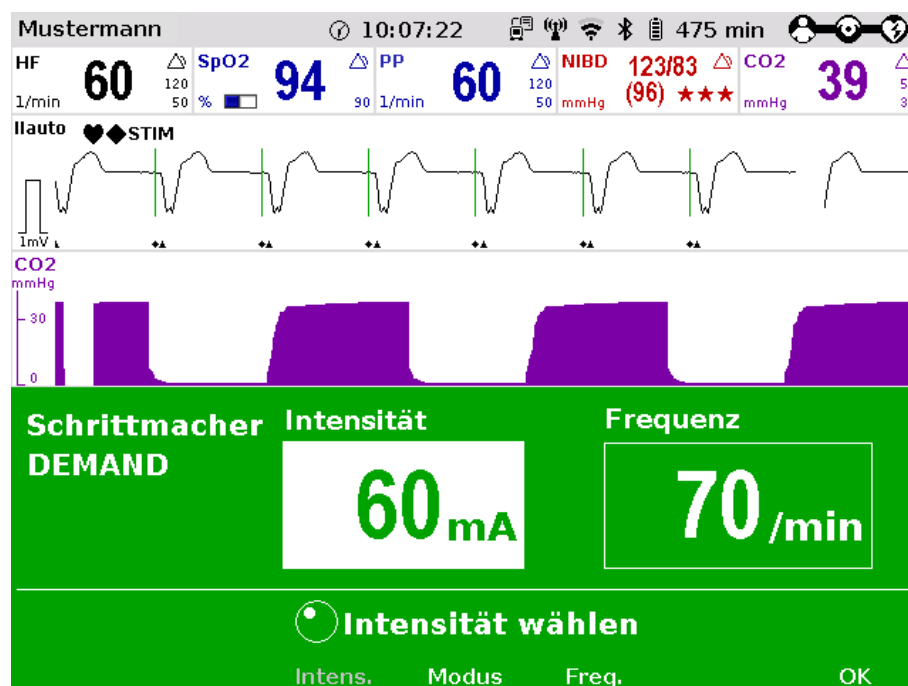 Mustermann 10:07:22 475 min
HF 60 120 50 1/min
SpO2 94 90 %
PP 60 120 50 1/min
NIBD 123/83 (96) ★★★ mmHg
CO2 39 5 3 mmHg
IIauto STIM
1mV
CO2
mmHg
30
0
Schrittmacher
DEMAND
Intensität
60 mA
Frequenz
70 /min
Intensität wählen
Intens. Modus Freq. OK